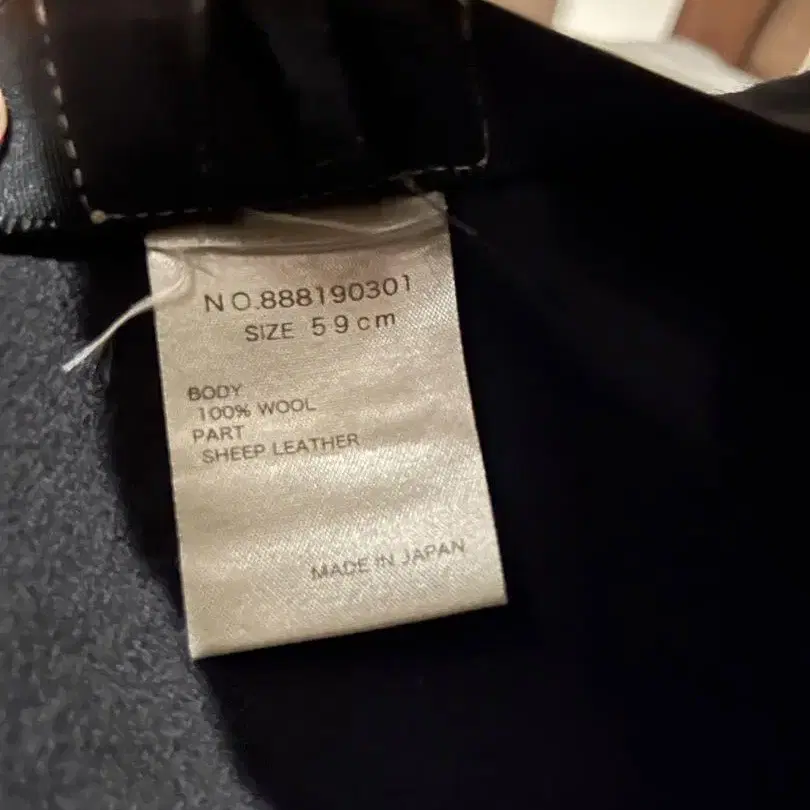 NO.888190301
SIZE 59cm
BODY
100% WOOL
PART
SHEEP LEATHER
MADE IN JAPAN